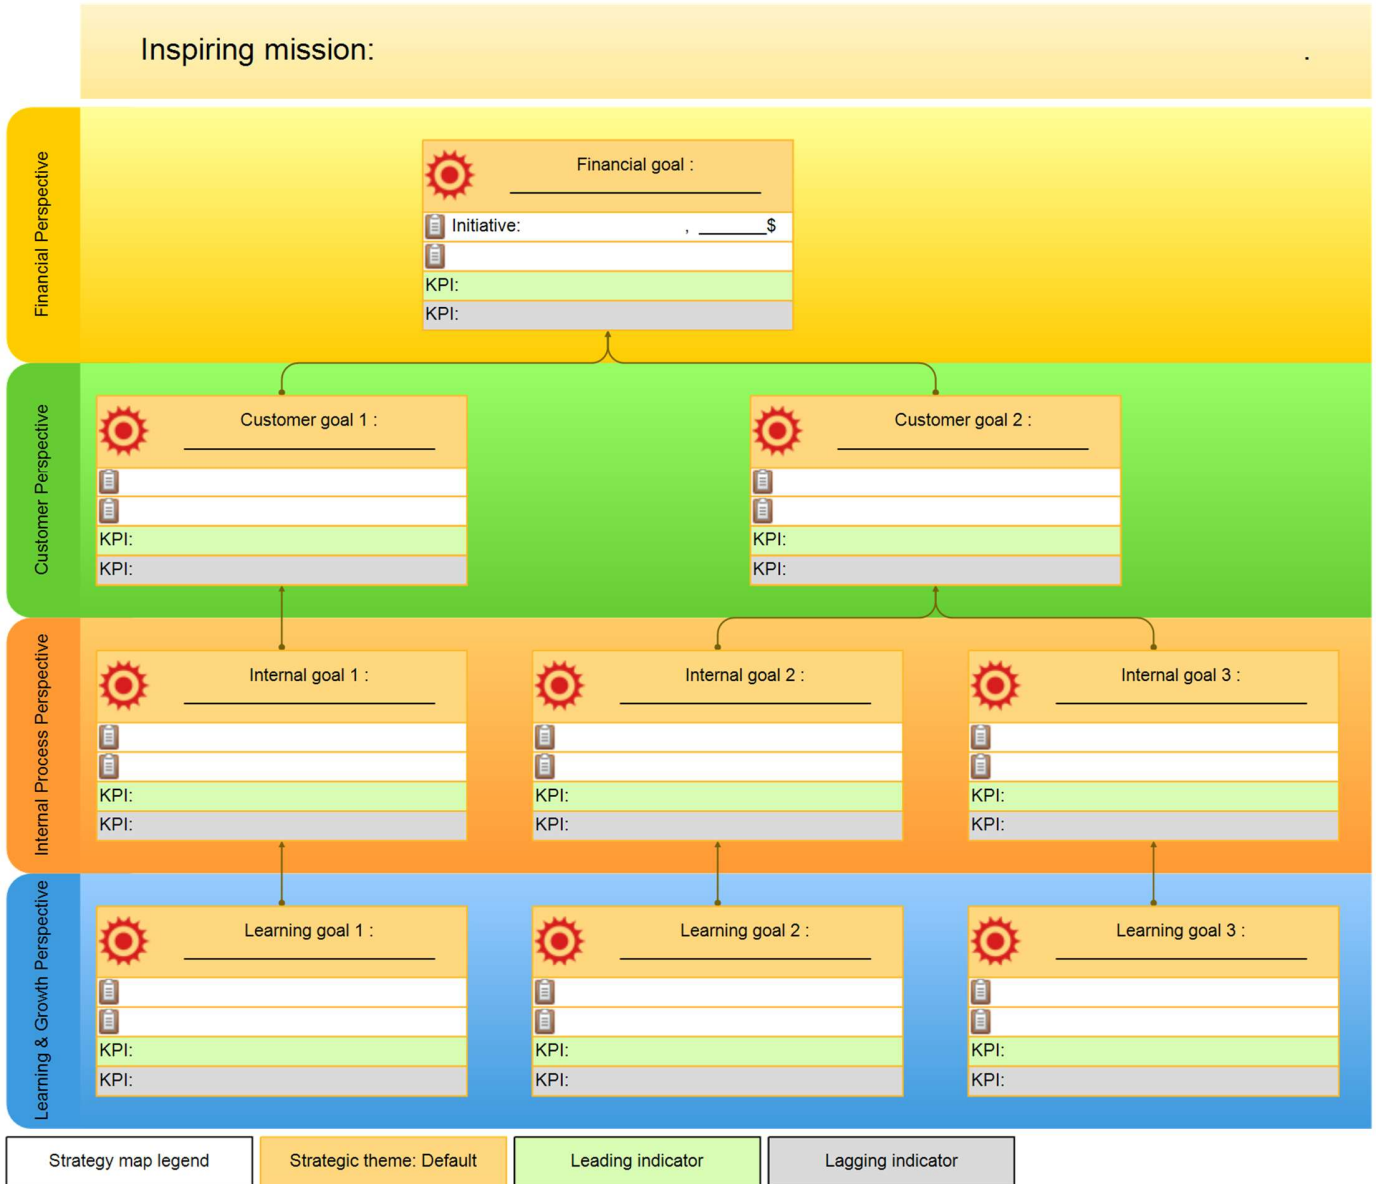 Inspiring mission: .
Financial Perspective
Financial goal :
Initiative: , _______$
KPI:
KPI:
Customer Perspective
Customer goal 1 :
KPI:
KPI:
Customer goal 2 :
KPI:
KPI:
Internal Process Perspective
Internal goal 1 :
KPI:
KPI:
Internal goal 2 :
KPI:
KPI:
Internal goal 3 :
KPI:
KPI:
Learning & Growth Perspective
Learning goal 1 :
KPI:
KPI:
Learning goal 2 :
KPI:
KPI:
Learning goal 3 :
KPI:
KPI:
Strategy map legend
Strategic theme: Default
Leading indicator
Lagging indicator